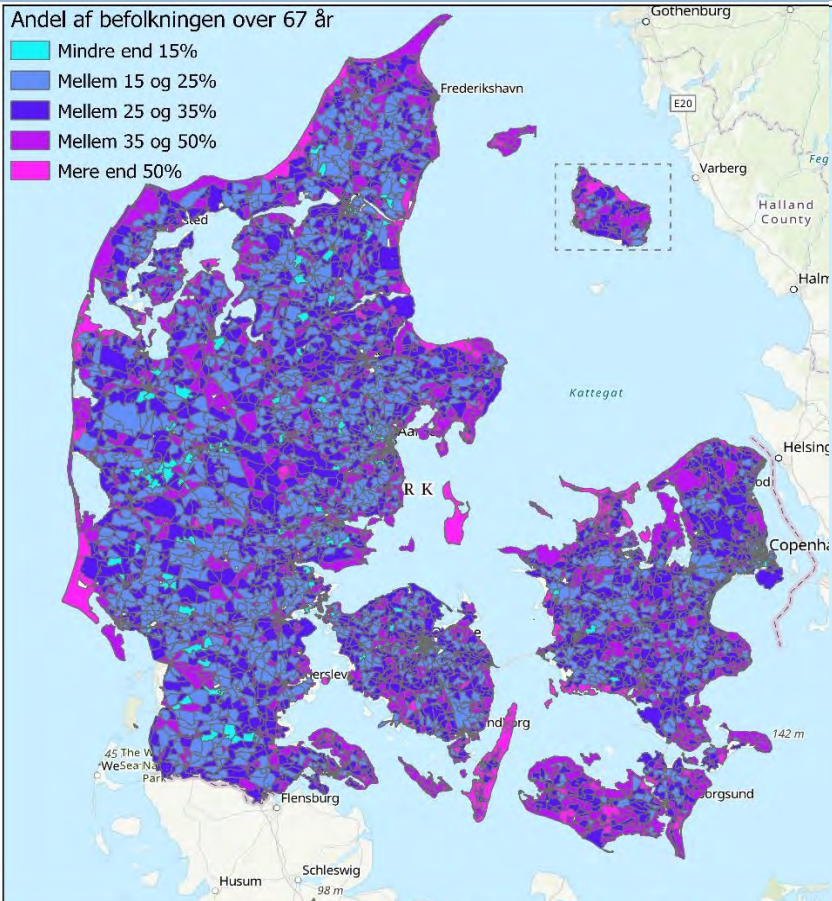 Andel af befolkningen over 67 år
Mindre end 15%
Mellem 15 og 25%
Mellem 25 og 35%
Mellem 35 og 50%
Mere end 50%
Gothenburg
Frederikshavn
E20
Varberg
Halland
County
Kattegat
R K
Helsing
Copenha
142 m
Flensburg
Schleswig
Husum
98 m